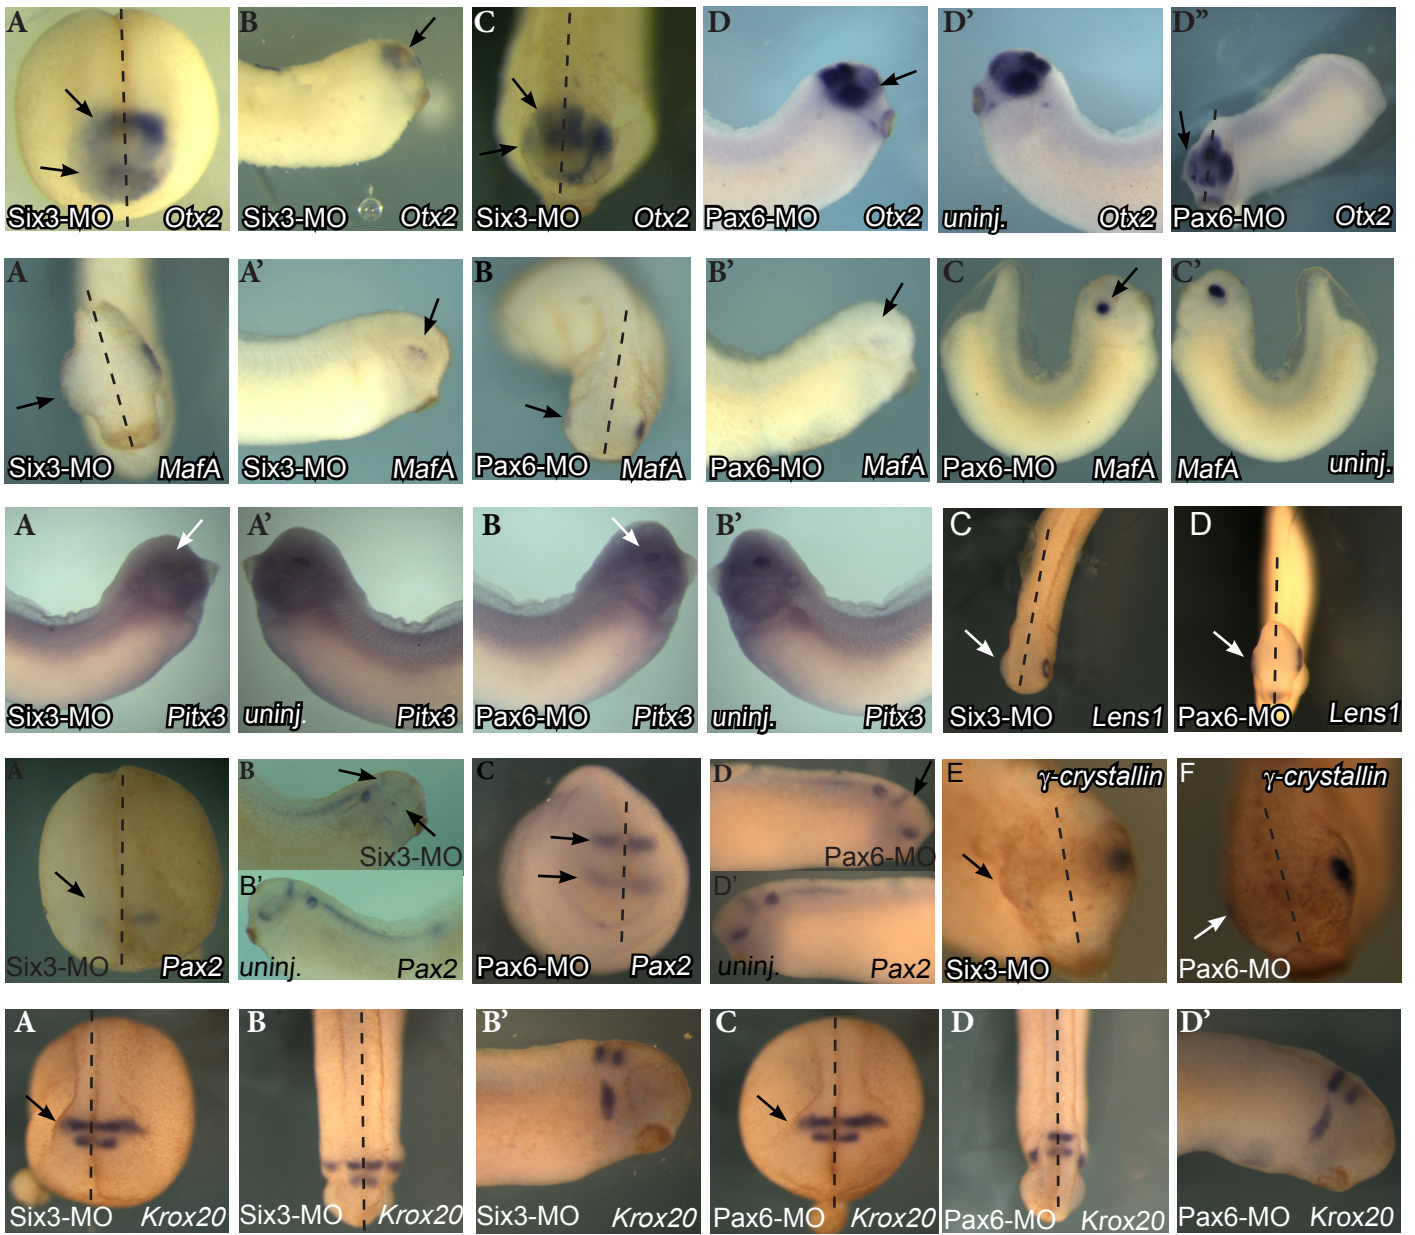 A B C D D’ D”
Six3-MO Otx2 Six3-MO Otx2 Six3-MO Otx2 Pax6-MO Otx2 uninj. Otx2 Pax6-MO Otx2
A A’ B B’ C C’
Six3-MO MafA Six3-MO MafA Pax6-MO MafA Pax6-MO MafA Pax6-MO MafA MafA uninj.
A A’ B B’ C D
Six3-MO Pitx3 uninj. Pitx3 Pax6-MO Pitx3 uninj. Pitx3 Six3-MO Lens1 Pax6-MO Lens1
A B C D E γ-crystallin F γ-crystallin
Six3-MO Pax6-MO
B’ D’
Six3-MO Pax2 uninj. Pax2 Pax6-MO Pax2 uninj. Pax2 Six3-MO Pax6-MO
A B B’ C D D’
Six3-MO Krox20 Six3-MO Krox20 Six3-MO Krox20 Pax6-MO Krox20 Pax6-MO Krox20 Pax6-MO Krox20